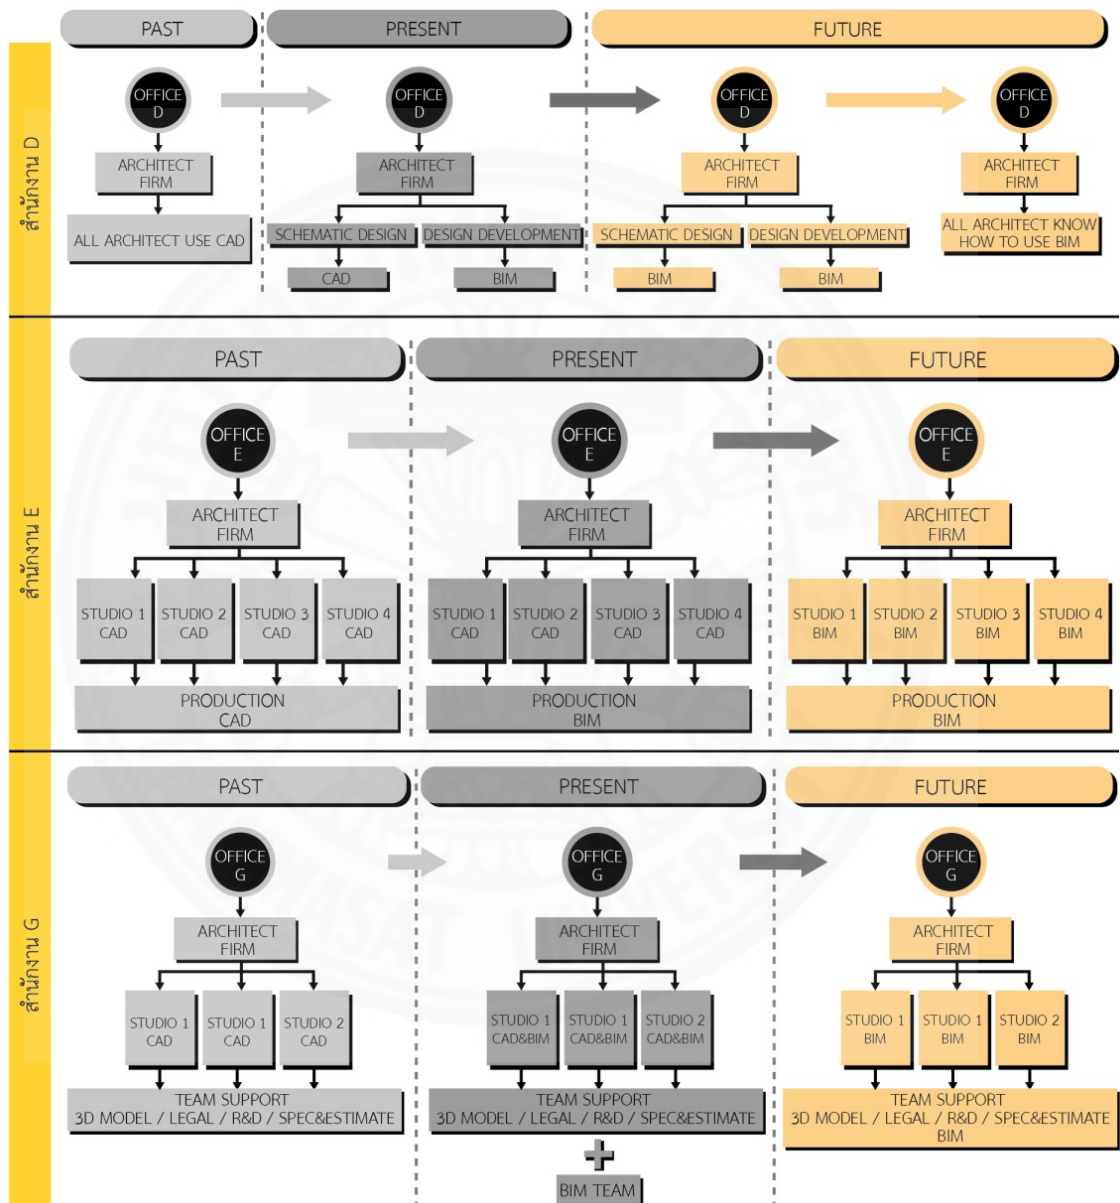 PAST
PRESENT
FUTURE
สำนักงาน D
OFFICE
D
OFFICE
D
OFFICE
D
OFFICE
D
ARCHITECT
FIRM
ARCHITECT
FIRM
ARCHITECT
FIRM
ARCHITECT
FIRM
ALL ARCHITECT USE CAD
SCHEMATIC DESIGN
DESIGN DEVELOPMENT
SCHEMATIC DESIGN
DESIGN DEVELOPMENT
ALL ARCHITECT KNOW
HOW TO USE BIM
CAD
BIM
BIM
BIM
PAST
PRESENT
FUTURE
สำนักงาน E
OFFICE
E
OFFICE
E
OFFICE
E
ARCHITECT
FIRM
ARCHITECT
FIRM
ARCHITECT
FIRM
STUDIO 1
CAD
STUDIO 2
CAD
STUDIO 3
CAD
STUDIO 4
CAD
STUDIO 1
CAD
STUDIO 2
CAD
STUDIO 3
CAD
STUDIO 4
CAD
STUDIO 1
BIM
STUDIO 2
BIM
STUDIO 3
BIM
STUDIO 4
BIM
PRODUCTION
CAD
PRODUCTION
BIM
PRODUCTION
BIM
PAST
PRESENT
FUTURE
สำนักงาน G
OFFICE
G
OFFICE
G
OFFICE
G
ARCHITECT
FIRM
ARCHITECT
FIRM
ARCHITECT
FIRM
STUDIO 1
CAD
STUDIO 1
CAD
STUDIO 2
CAD
STUDIO 1
CAD&BIM
STUDIO 1
CAD&BIM
STUDIO 2
CAD&BIM
STUDIO 1
BIM
STUDIO 1
BIM
STUDIO 2
BIM
TEAM SUPPORT
3D MODEL / LEGAL / R&D / SPEC&ESTIMATE
TEAM SUPPORT
3D MODEL / LEGAL / R&D / SPEC&ESTIMATE
+
BIM TEAM
TEAM SUPPORT
3D MODEL / LEGAL / R&D / SPEC&ESTIMATE
BIM